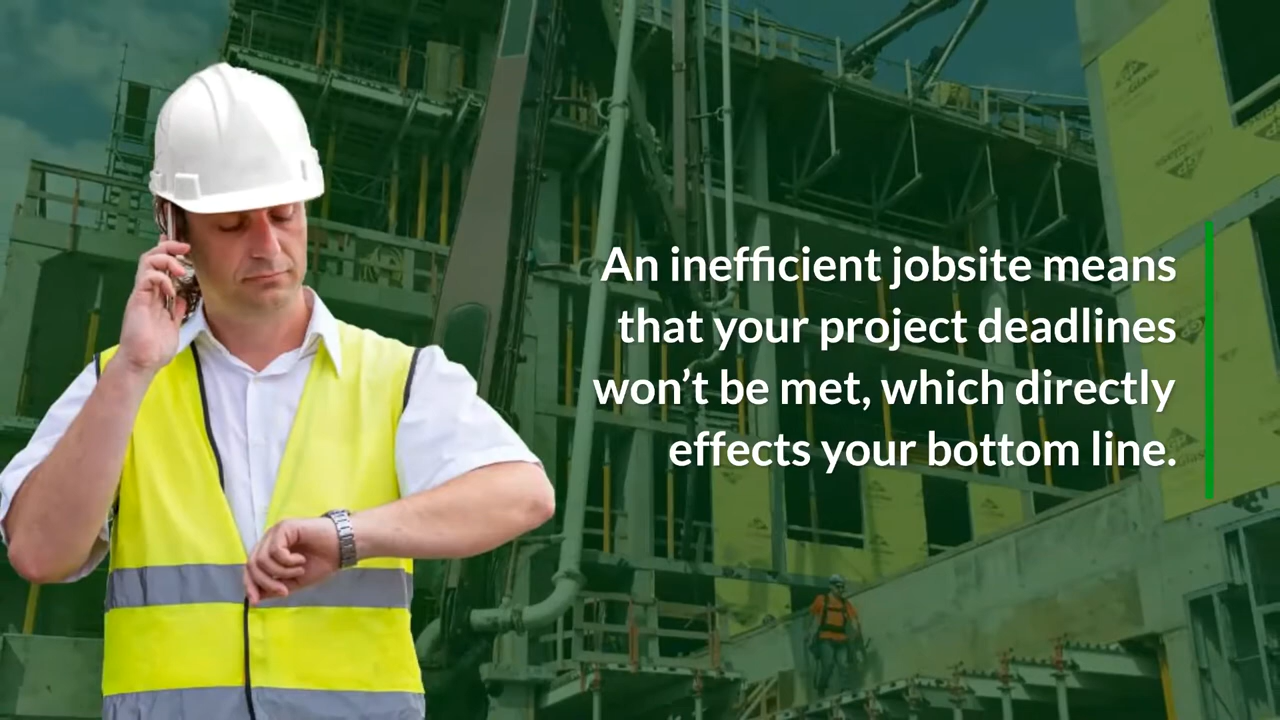 An inefficient jobsite means
that your project deadlines
won’t be met, which directly
effects your bottom line.